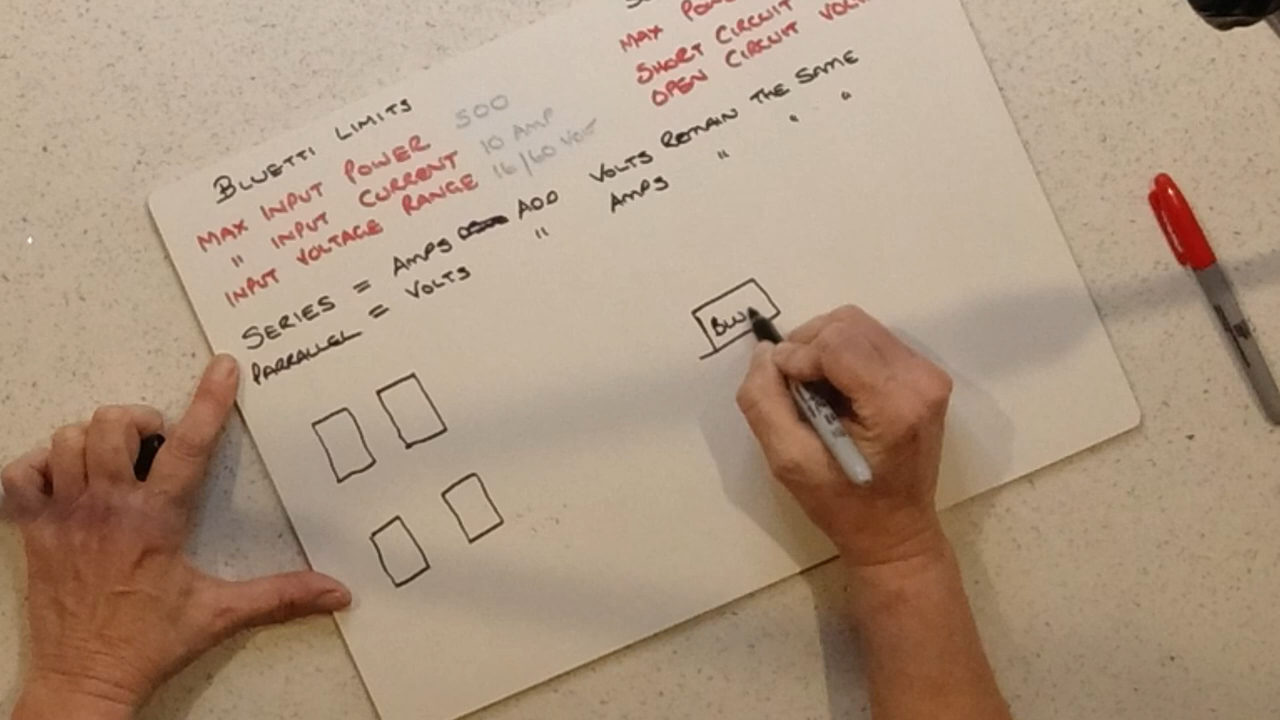 BLUETTI LIMITS
MAX INPUT POWER 500
" INPUT CURRENT 10 AMP
INPUT VOLTAGE RANGE 16/60 VOLT
MAX
SHORT CIRCUIT
OPEN CIRCUIT
SERIES = AMPS ADD VOLTS REMAIN THE SAME
PARRALLEL = VOLTS " AMPS " " "
BLU